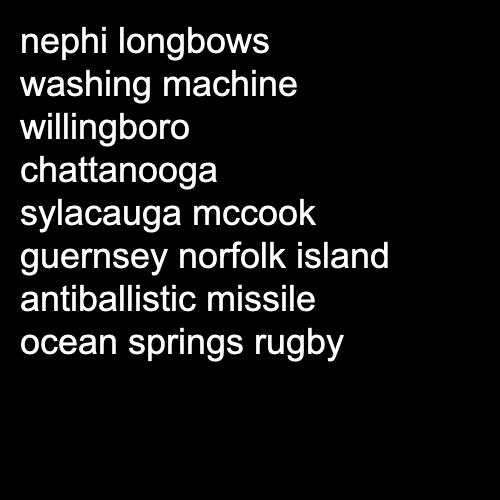 nephi longbows
washing machine
willingboro
chattanooga
sylacauga mccook
guernsey norfolk island
antiballistic missile
ocean springs rugby